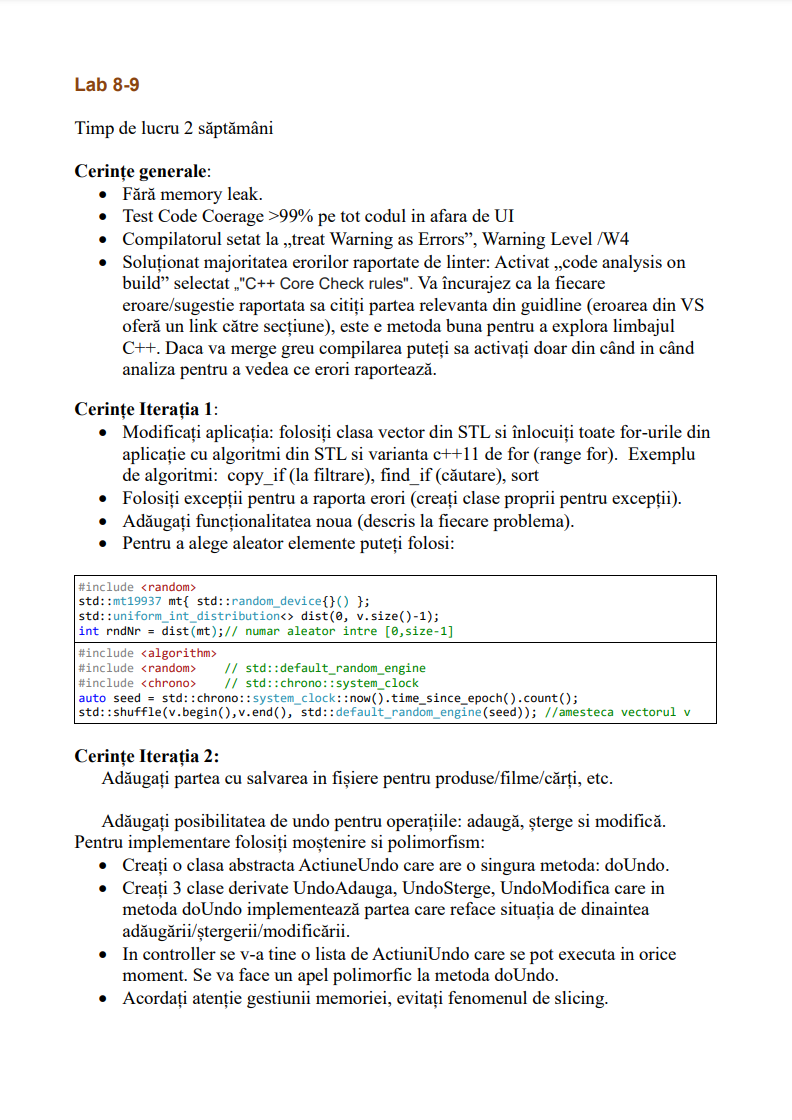 Lab 8-9
Timp de lucru 2 săptămâni
Cerințe generale:
• Fără memory leak.
• Test Code Coerage >99% pe tot codul in afara de UI
• Compilatorul setat la „treat Warning as Errors”, Warning Level /W4
• Soluționat majoritatea erorilor raportate de linter: Activat „code analysis on
build” selectat „"C++ Core Check rules". Va încurajez ca la fiecare
eroare/sugestie raportata sa citiți partea relevanta din guidline (eroarea din VS
oferă un link către secțiune), este e metoda buna pentru a explora limbajul
C++. Daca va merge greu compilarea puteți sa activați doar din când in când
analiza pentru a vedea ce erori raportează.
Cerințe Iterația 1:
• Modificați aplicația: folosiți clasa vector din STL si înlocuiți toate for-urile din
aplicație cu algoritmi din STL si varianta c++11 de for (range for).  Exemplu
de algoritmi:  copy_if (la filtrare), find_if (căutare), sort
• Folosiți excepții pentru a raporta erori (creați clase proprii pentru excepții).
• Adăugați funcționalitatea noua (descris la fiecare problema).
• Pentru a alege aleator elemente puteți folosi:
#include <random>
std::mt19937 mt{ std::random_device{}() };
std::uniform_int_distribution<> dist(0, v.size()-1);
int rndNr = dist(mt);// numar aleator intre [0,size-1]
#include <algorithm>
#include <random>    // std::default_random_engine
#include <chrono>    // std::chrono::system_clock
auto seed = std::chrono::system_clock::now().time_since_epoch().count();
std::shuffle(v.begin(),v.end(), std::default_random_engine(seed)); //amesteca vectorul v
Cerințe Iterația 2:
Adăugați partea cu salvarea in fișiere pentru produse/filme/cărți, etc.
Adăugați posibilitatea de undo pentru operațiile: adaugă, șterge si modifică.
Pentru implementare folosiți moștenire si polimorfism:
• Creați o clasa abstracta ActiuneUndo care are o singura metoda: doUndo.
• Creați 3 clase derivate UndoAdauga, UndoSterge, UndoModifica care in
metoda doUndo implementează partea care reface situația de dinaintea
adăugării/ștergerii/modificării.
• In controller se v-a tine o lista de ActiuniUndo care se pot executa in orice
moment. Se va face un apel polimorfic la metoda doUndo.
• Acordați atenție gestiunii memoriei, evitați fenomenul de slicing.